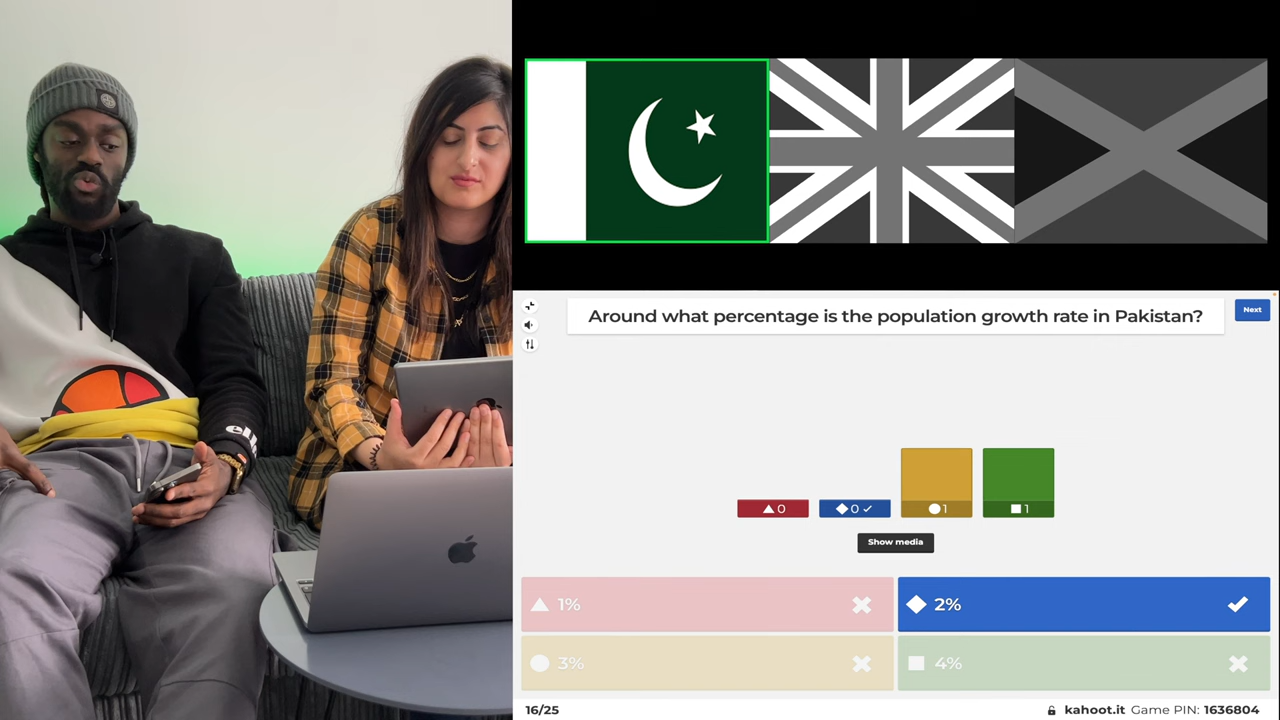 Around what percentage is the population growth rate in Pakistan?
Next
0
0
1
1
Show media
1%
2%
3%
4%
16/25
kahoot.it Game PIN: 1636804